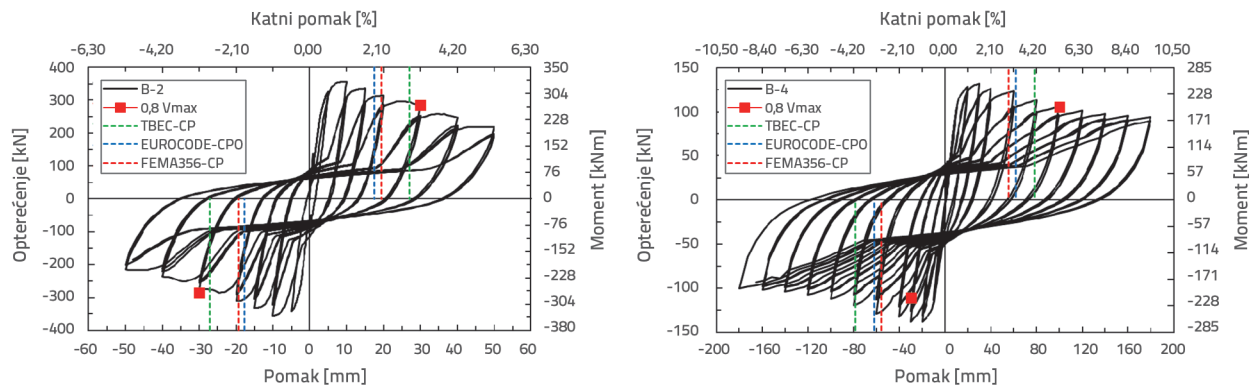 Katni pomak [%]
-6,30 -4,20 -2,10 0,00 2,10 4,20 6,30
400 350
300 304
200 228
100 152
76
0 0
-100 -76
-152
-200 -228
-300 -304
-400 -380
B-2
0,8 Vmax
TBEC-CP
EUROCODE-CPO
FEMA356-CP
Opterećenje [kN]
Moment [kNm]
-60 -50 -40 -30 -20 -10 0 10 20 30 40 50 60
Pomak [mm]
Katni pomak [%]
-10,50 -8,40 -6,30 -4,20 -2,10 0,00 2,10 4,20 6,30 8,40 10,50
150 285
100 228
171
50 114
57
0 0
-57
-50 -114
-100 -171
-228
-150 -285
B-4
0,8 Vmax
TBEC-CP
EUROCODE-CPO
FEMA356-CP
Opterećenje [kN]
Moment [kNm]
-200 -160 -120 -80 -40 0 40 80 120 160 200
Pomak [mm]